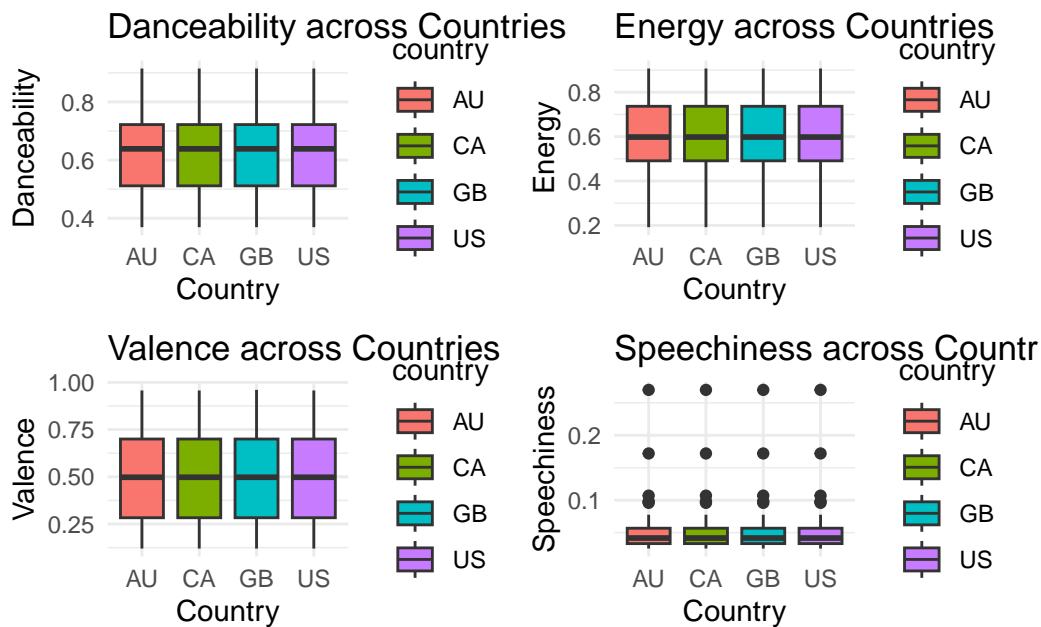 Danceability across Countries
country
Danceability
0.8
0.6
0.4
AU
CA
GB
US
AU CA GB US
Country
Energy across Countries
country
Energy
0.8
0.6
0.4
0.2
AU
CA
GB
US
AU CA GB US
Country
Valence across Countries
country
Valence
1.00
0.75
0.50
0.25
AU
CA
GB
US
AU CA GB US
Country
Speechiness across Countr
country
Speechiness
0.2
0.1
AU
CA
GB
US
AU CA GB US
Country